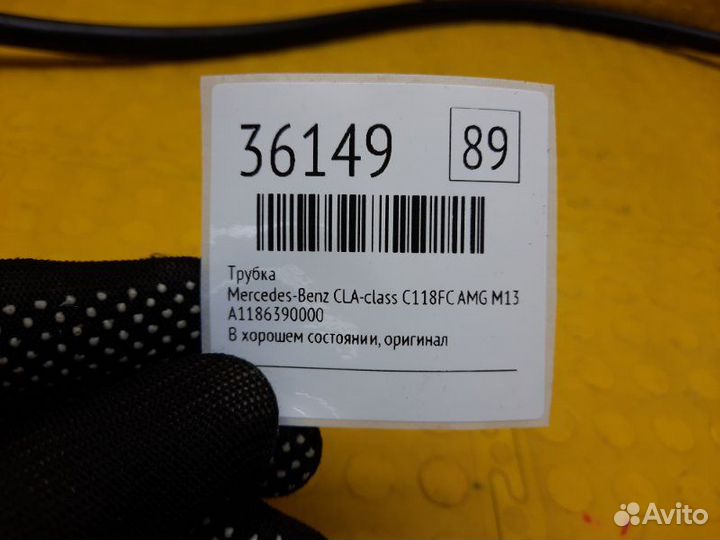 36149
89
Трубка
Mercedes-Benz CLA-class C118FC AMG M13
A1186390000
В хорошем состоянии, оригинал
Avito